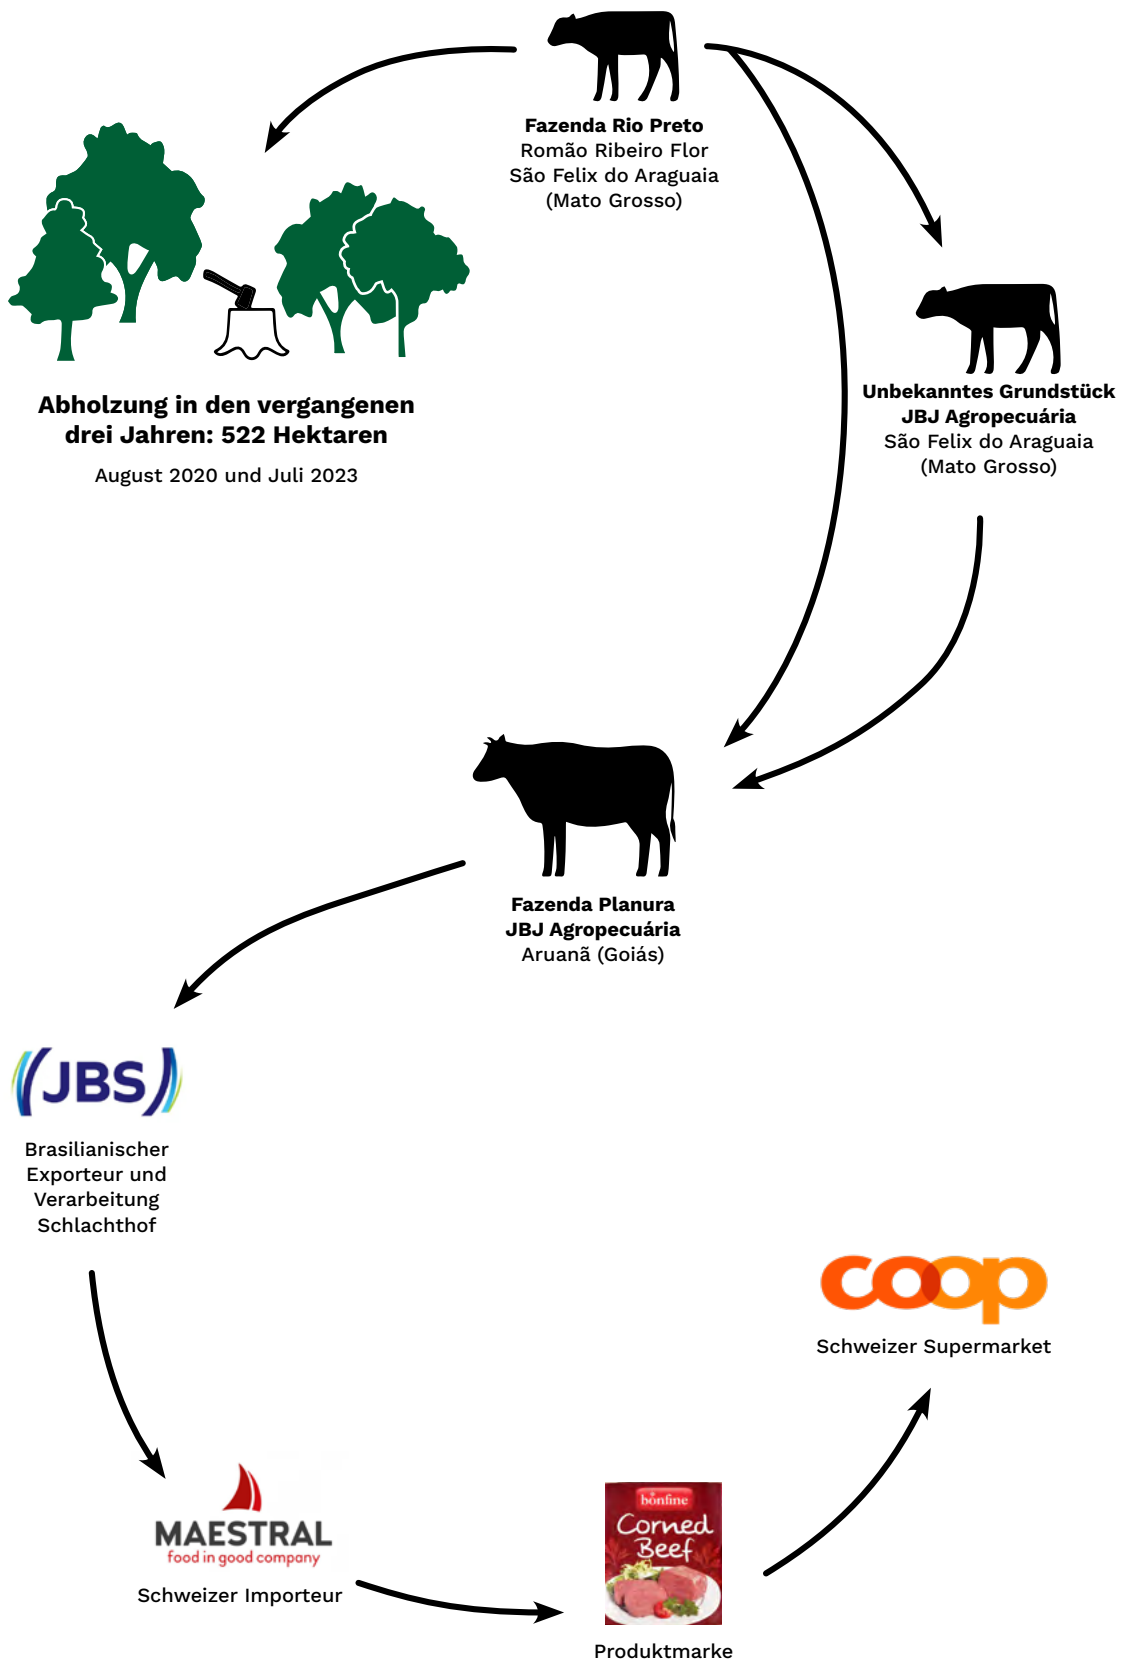 Fazenda Rio Preto
Romão Ribeiro Flor
São Felix do Araguaia
(Mato Grosso)
Abholzung in den vergangenen
drei Jahren: 522 Hektaren
August 2020 und Juli 2023
Unbekanntes Grundstück
JBJ Agropecuária
São Felix do Araguaia
(Mato Grosso)
Fazenda Planura
JBJ Agropecuária
Aruanã (Goiás)
JBS
Brasilianischer
Exporteur und
Verarbeitung
Schlachthof
coop
Schweizer Supermarket
MAESTRAL
food in good company
Schweizer Importeur
bonfine
Corned
Beef
Produktmarke